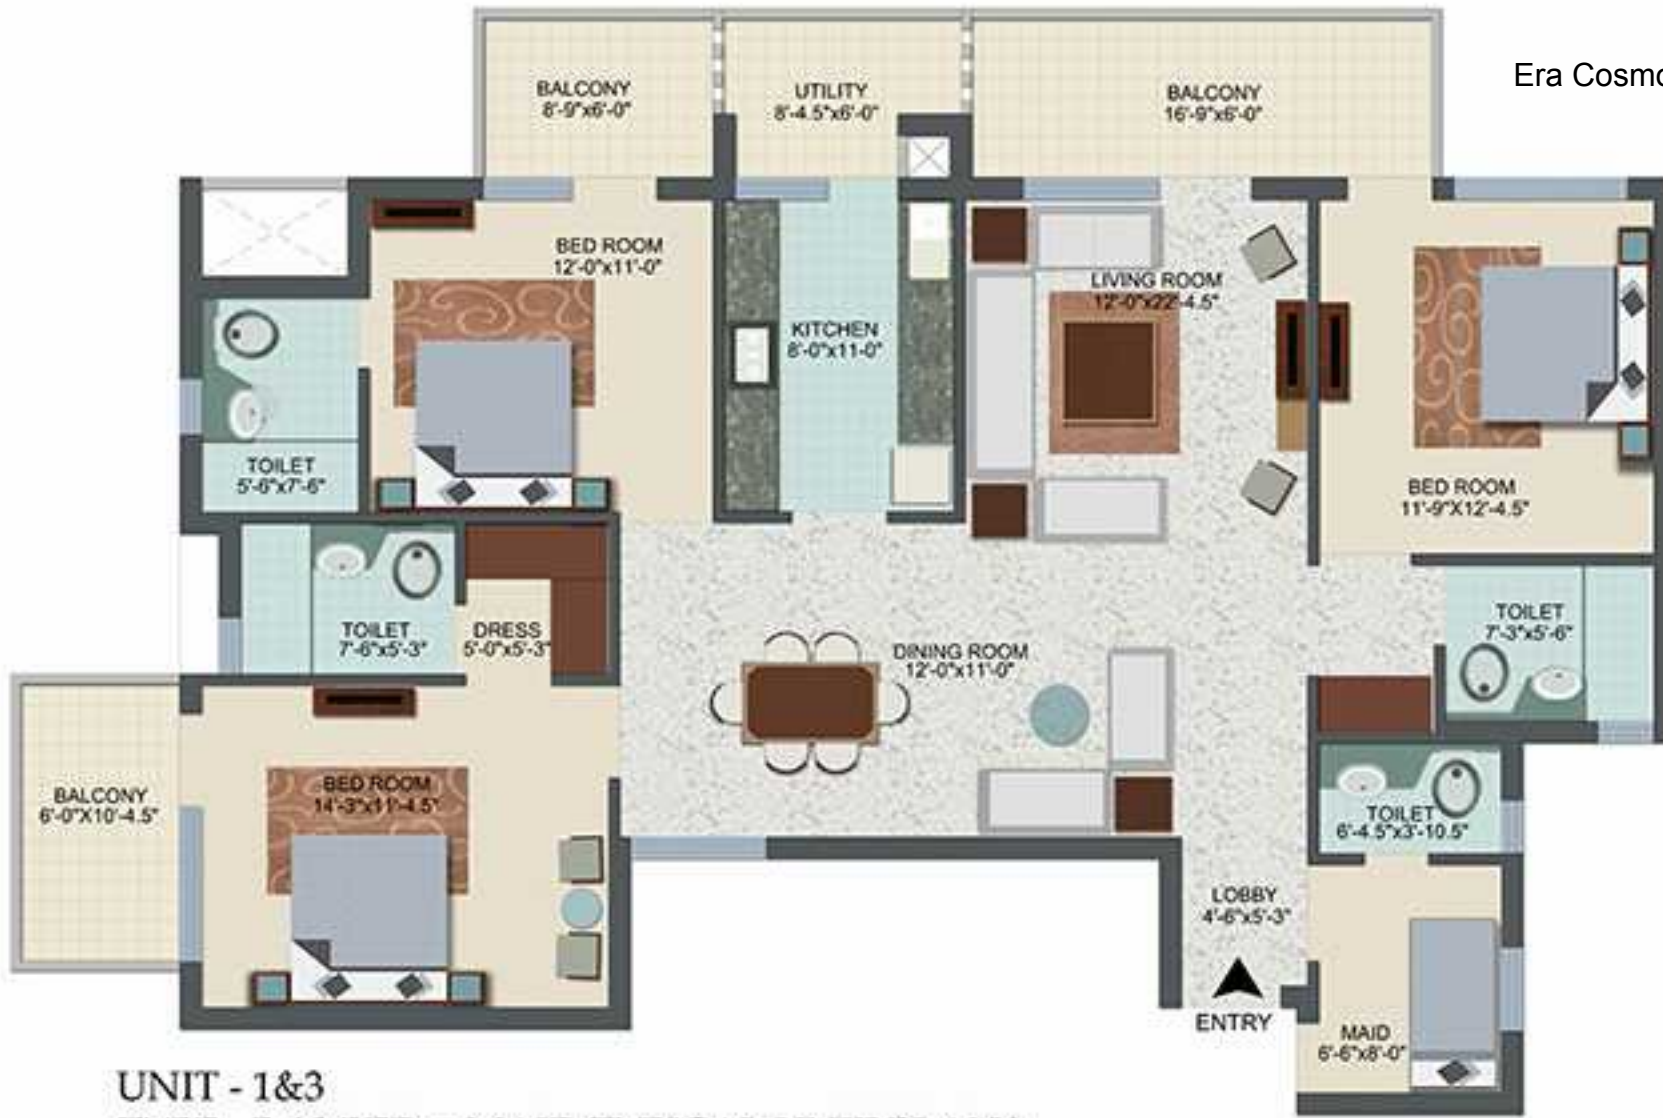 BALCONY
8'-9"x6'-0"
UTILITY
8'-4.5"x6'-0"
BALCONY
16'-9"x6'-0"
Era Cosmo
BED ROOM
12'-0"x11'-0"
LIVING ROOM
12'-0"x22'-4.5"
KITCHEN
8'-0"x11'-0"
TOILET
5'-6"x7'-6"
BED ROOM
11'-9"X12'-4.5"
TOILET
7'-6"x5'-3"
DRESS
5'-0"x5'-3"
TOILET
7'-3"x5'-6"
DINING ROOM
12'-0"x11'-0"
BALCONY
6'-0"X10'-4.5"
BED ROOM
14'-3"x11'-4.5"
TOILET
6'-4.5"x3'-10.5"
LOBBY
4'-6"x5'-3"
ENTRY
MAID
6'-6"x8'-0"
UNIT - 1&3